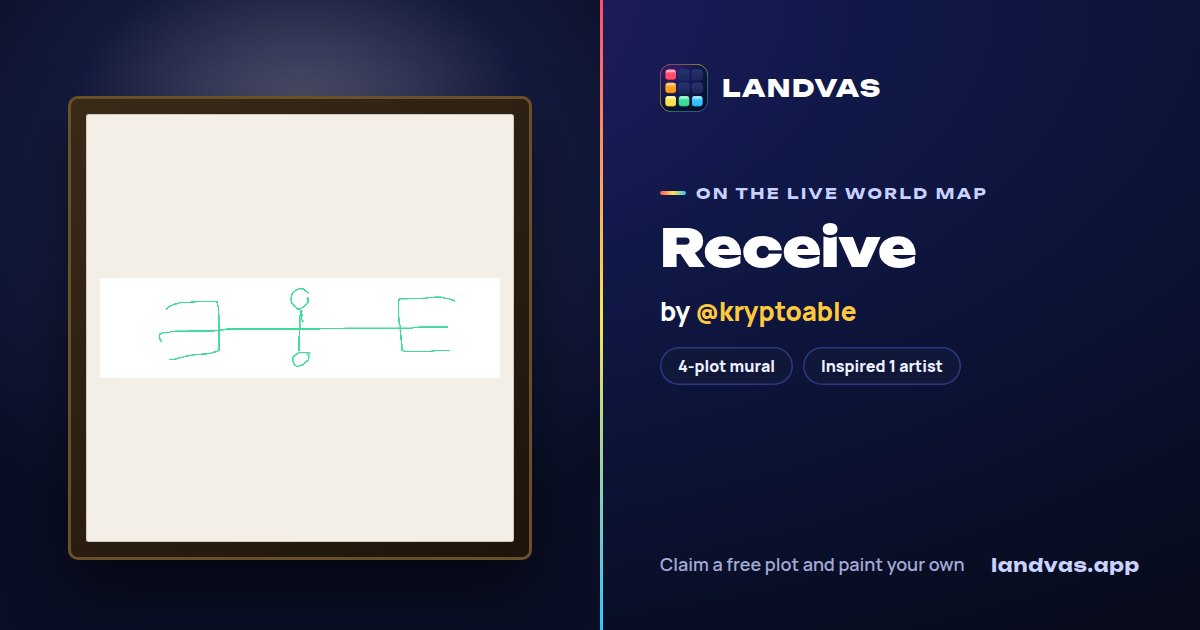 LANDVAS
ON THE LIVE WORLD MAP
Receive
by @kryptoable
4-plot mural
Inspired 1 artist
Claim a free plot and paint your own
landvas.app